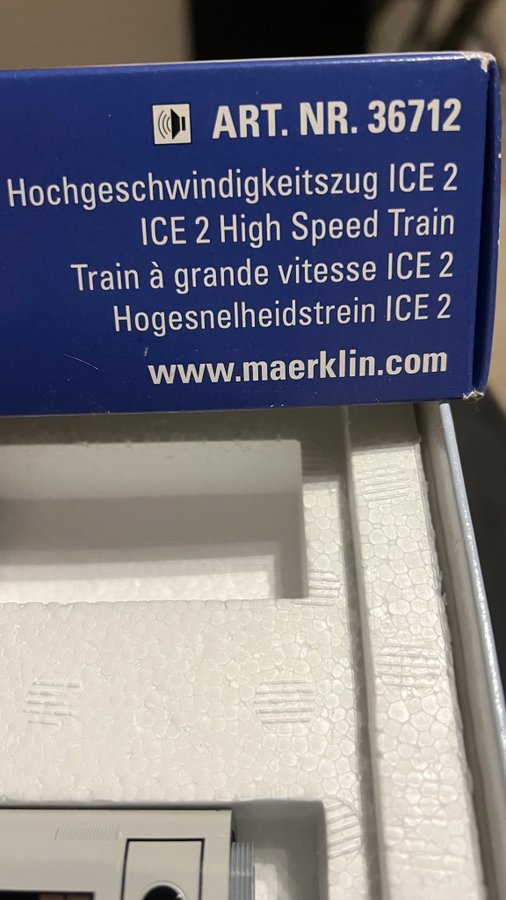 ART. NR. 36712
Hochgeschwindigkeitszug ICE 2
ICE 2 High Speed Train
Train à grande vitesse ICE 2
Hogesnelheidstrein ICE 2
www.maerklin.com